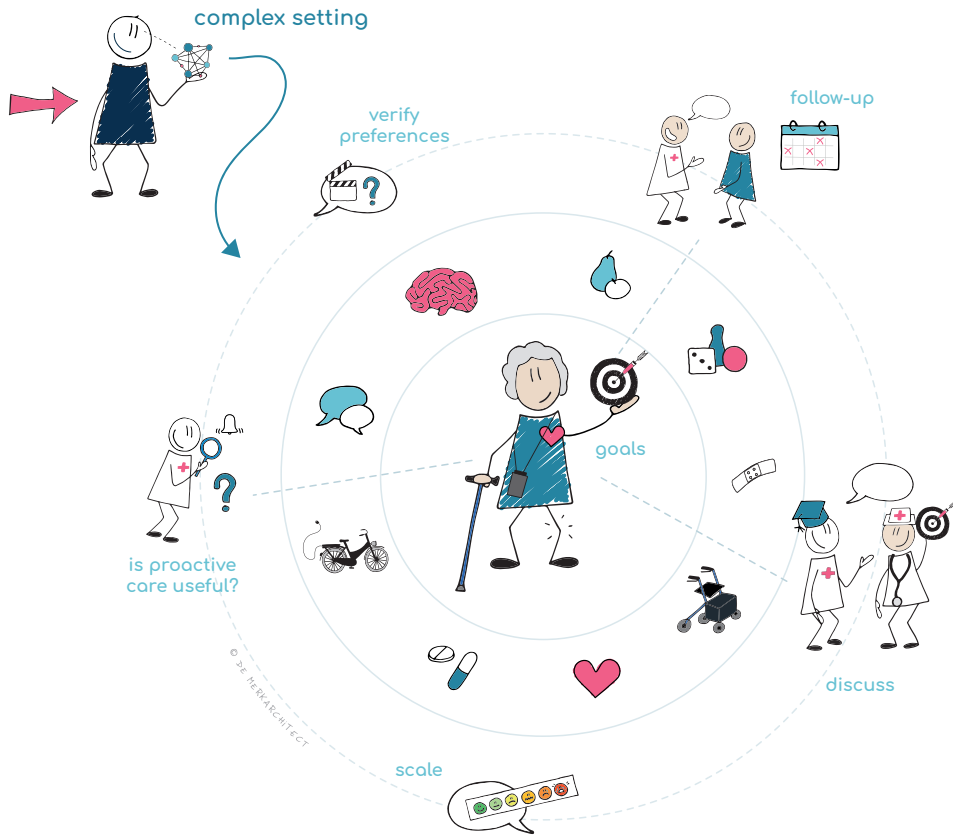 complex setting
verify
preferences
follow-up
goals
is proactive
care useful?
© DE MERKARCHITECT
discuss
scale